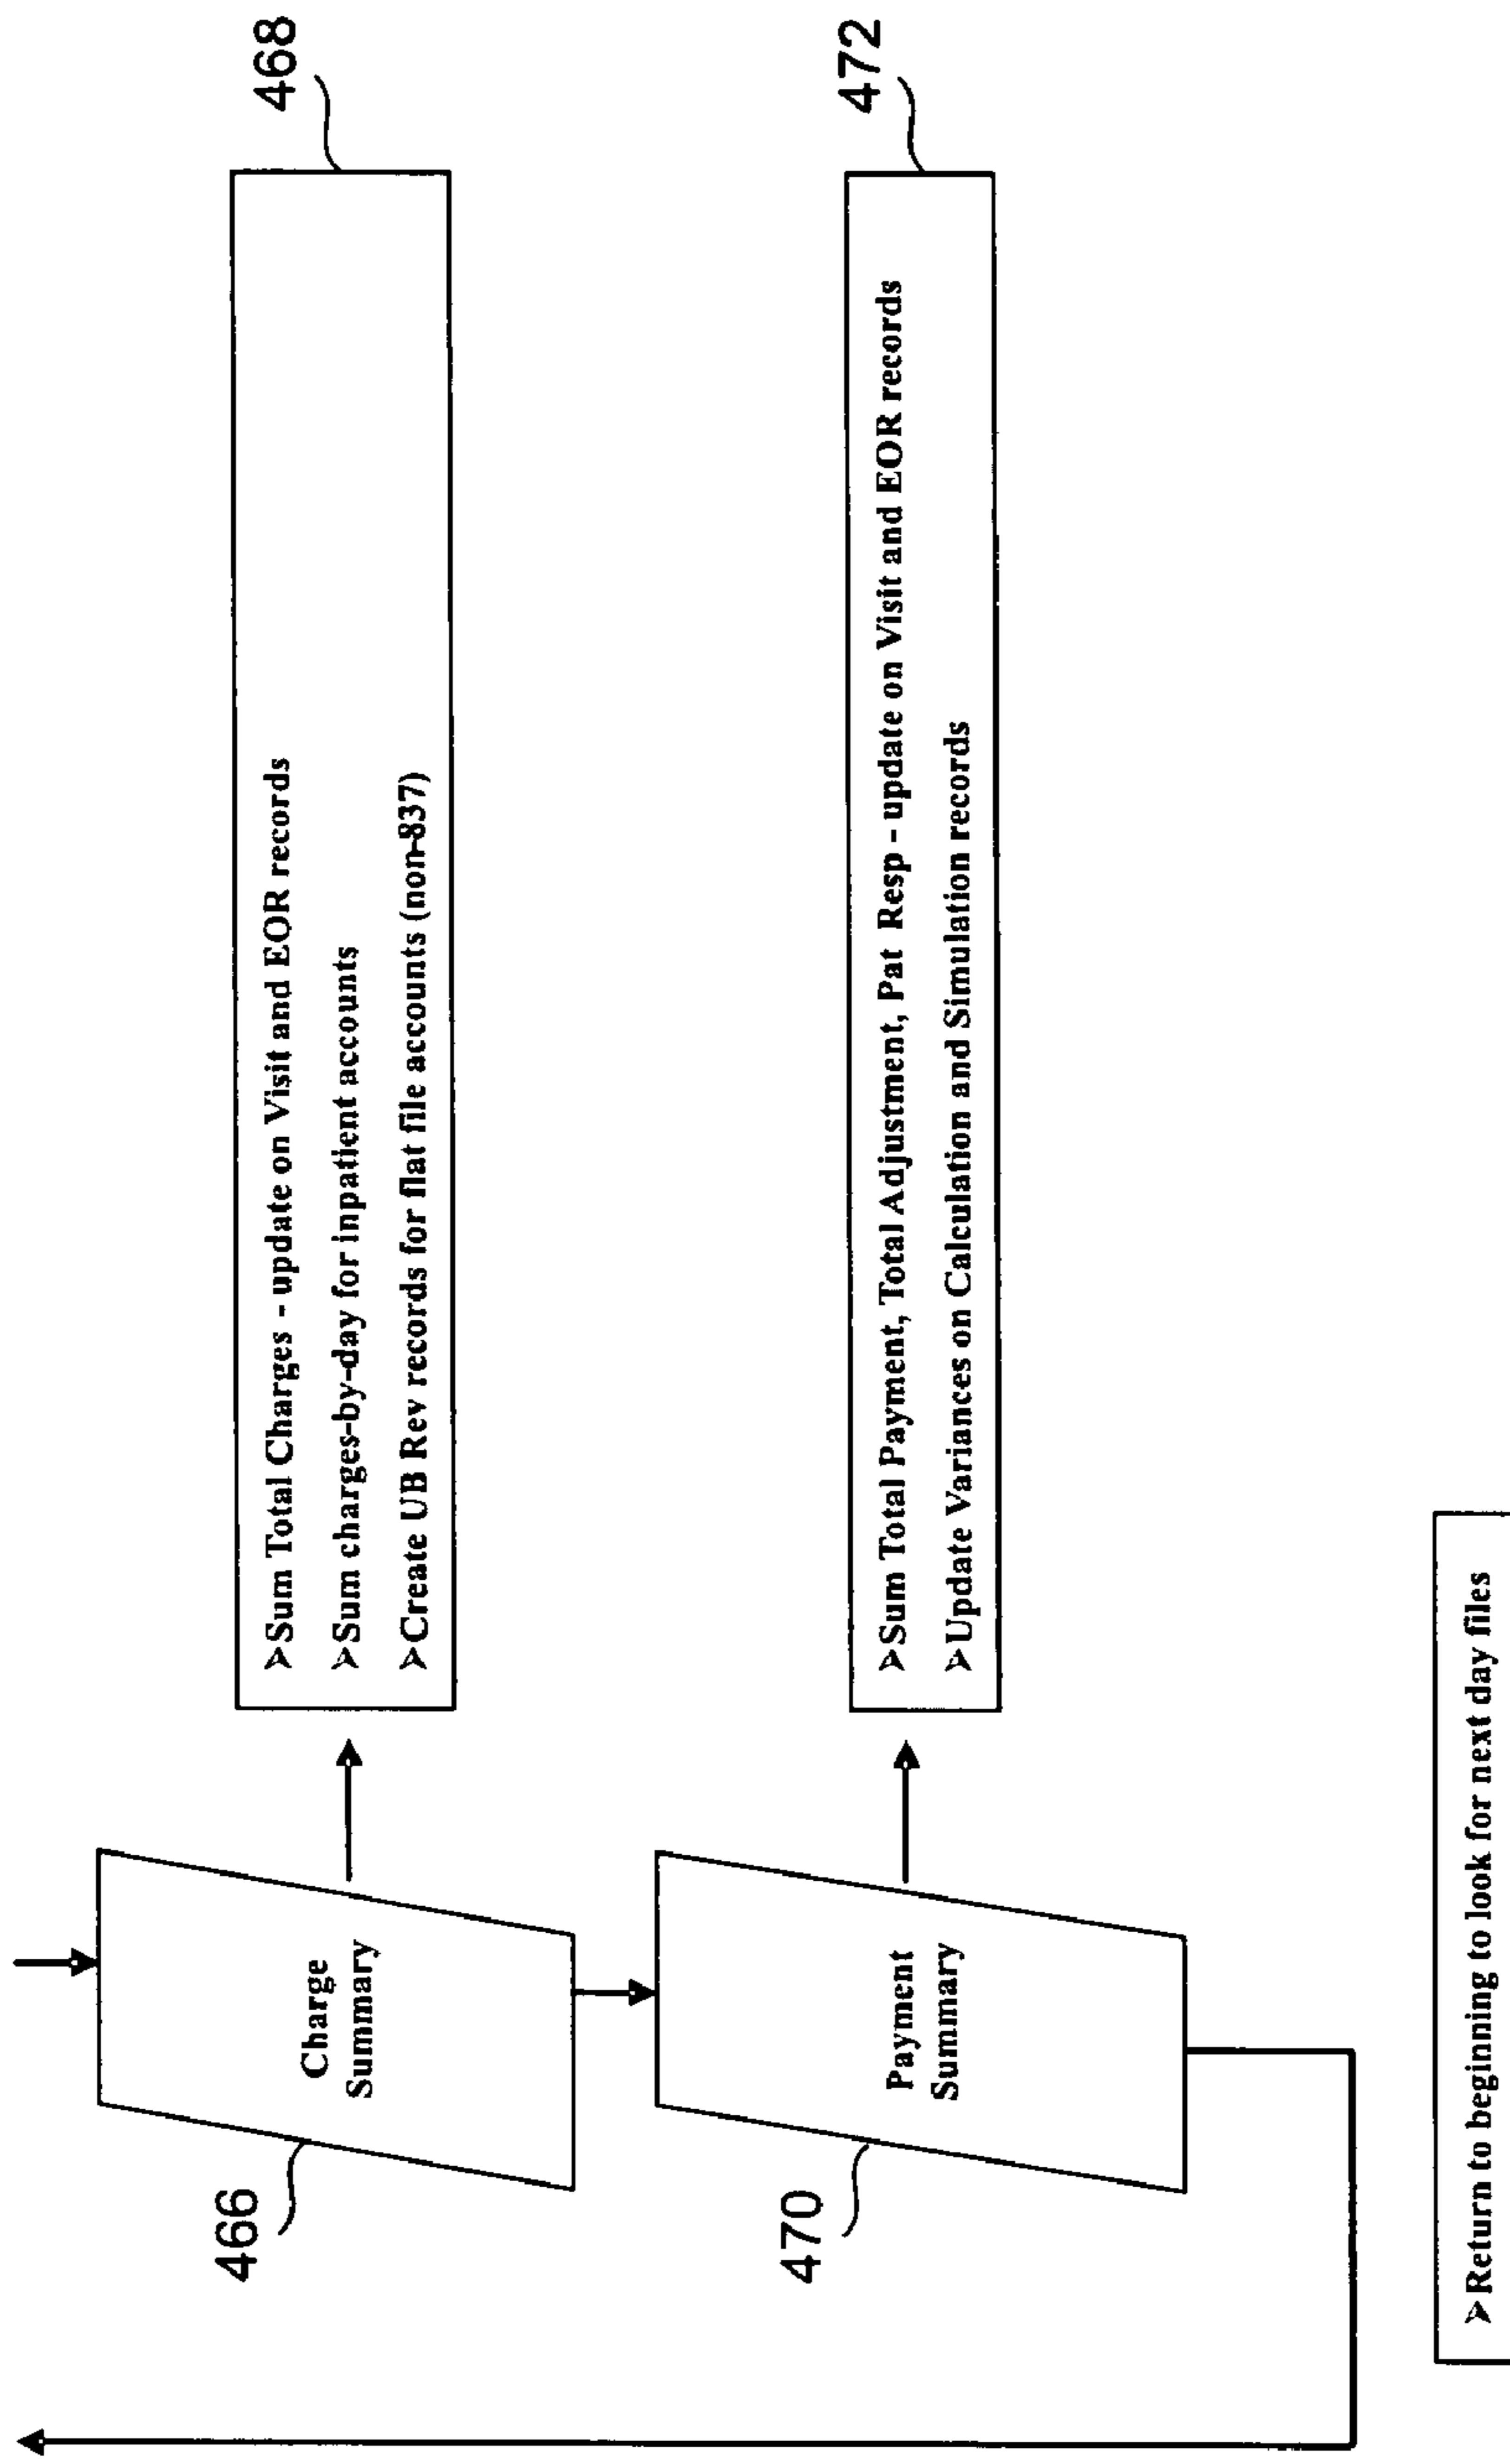 466
Charge
Summary
468
➢Sum Total Charges - update on Visit and EOR records
➢Sum charges-by-day for inpatient accounts
➢Create UB Rev records for flat file accounts (non-837)
470
Payment
Summary
472
➢Sum Total Payment, Total Adjustment, Pat Resp - update on Visit and EOR records
➢Update Variances on Calculation and Simulation records
➢Return to beginning to look for next day files